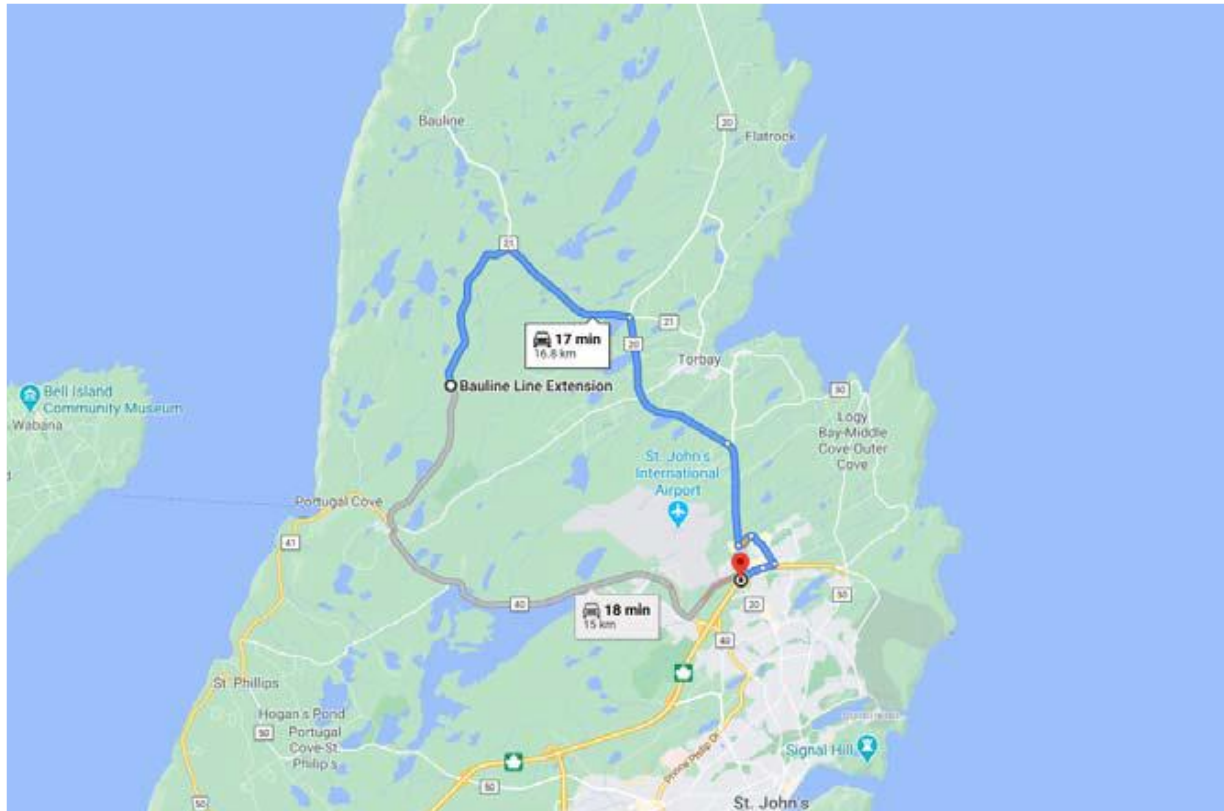 Bauline
20
Flatrock
21
17 min
16.8 km
21
20
Torbay
Bauline Line Extension
Bell Island
Community Museum
Wabana
30
Logy
Bay-Middle
Cove-Outer
Cove
St. John's
International
Airport
Portugal Cove
41
40
18 min
15 km
20
50
40
St. Phillips
Hogan's Pond
Portugal
Cove-St.
Philip's
50
Prince Philip Dr
Signal Hill
50
50
St. John's